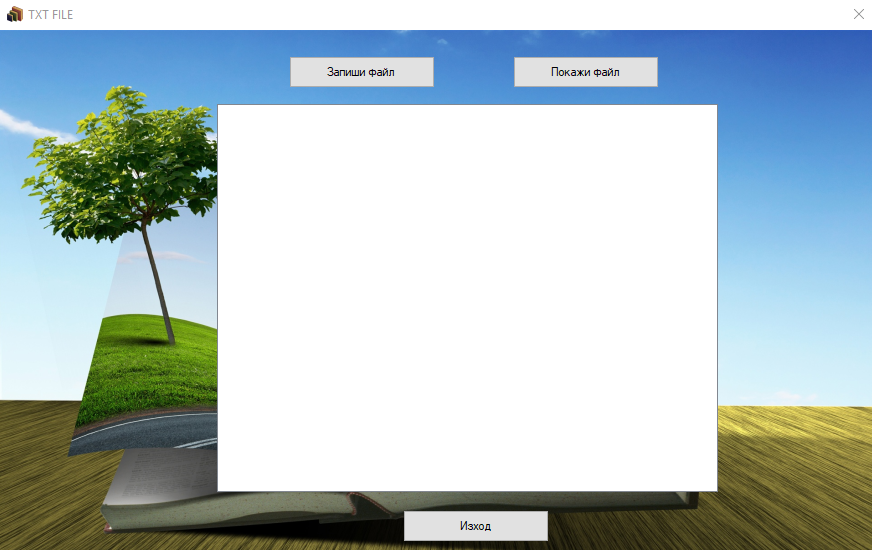 TXT FILE
Запиши файл
Покажи файл
Изход